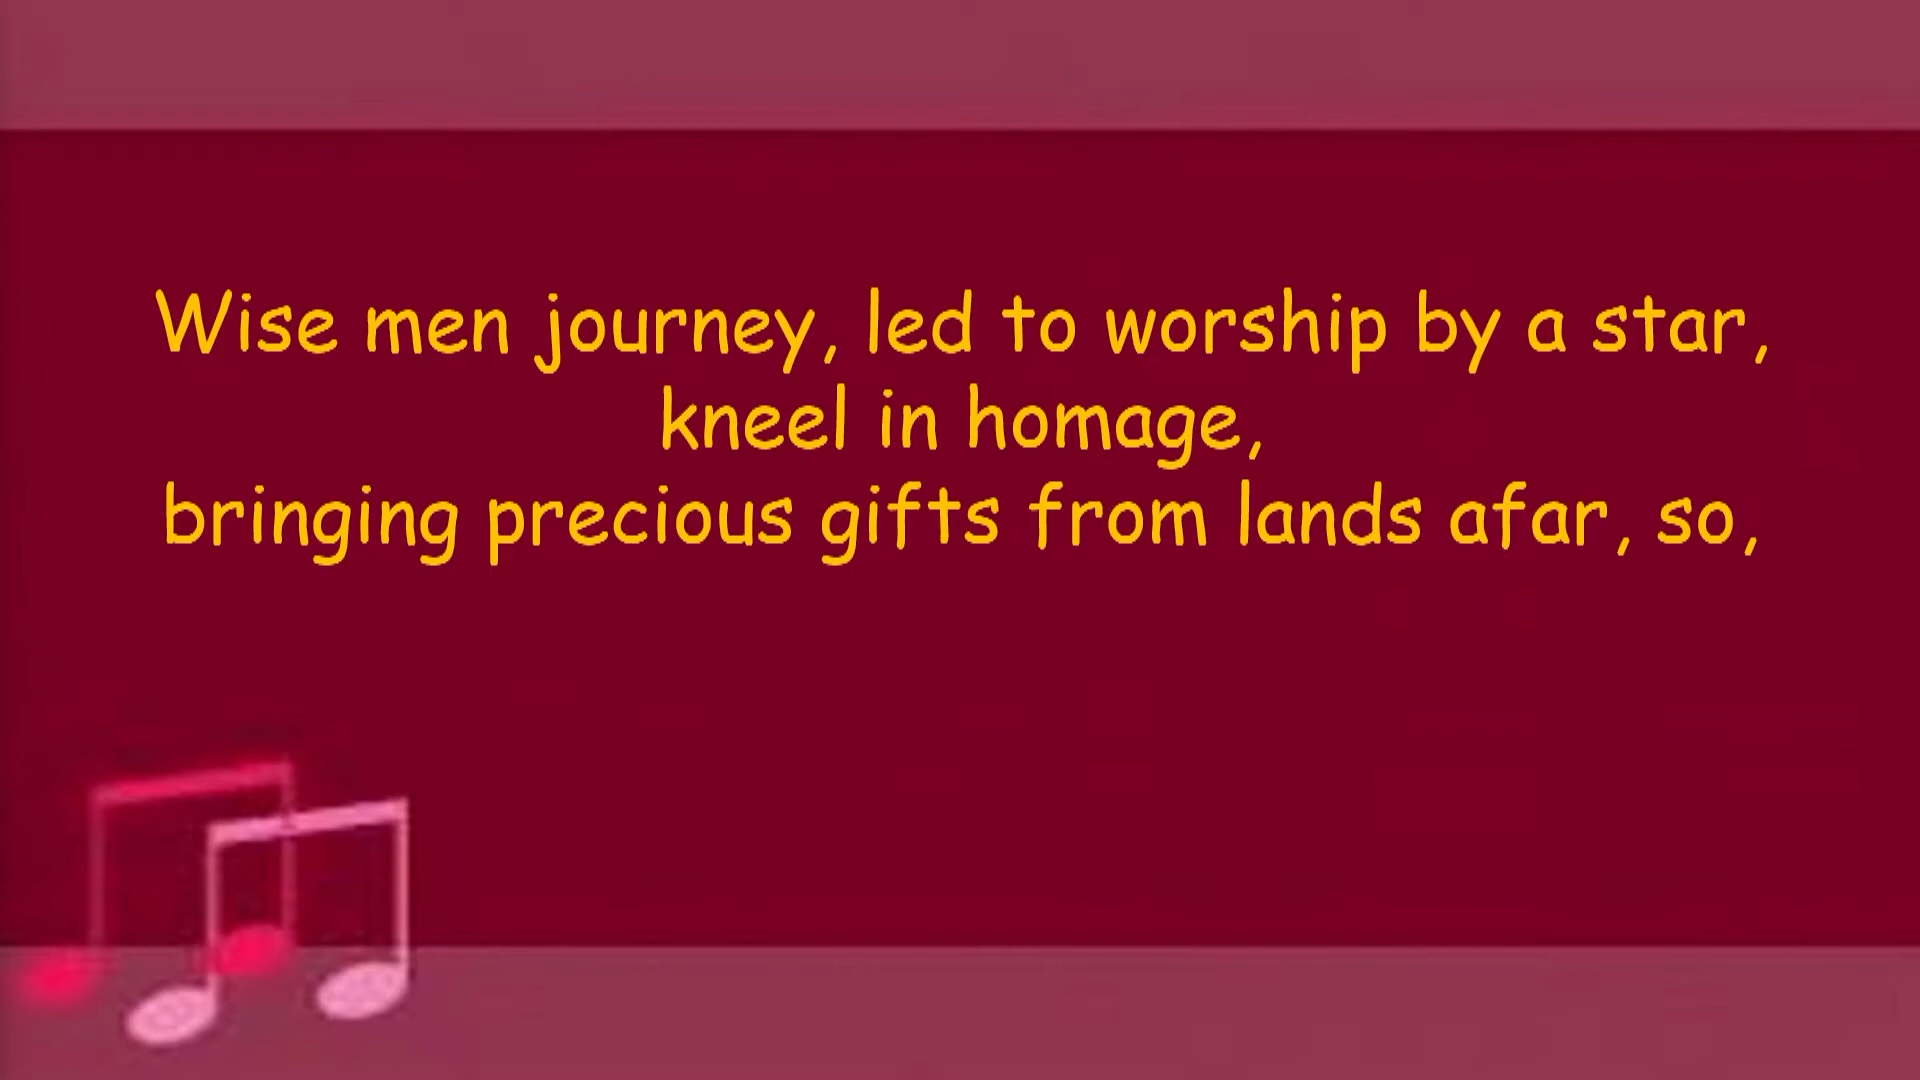 Wise men journey, led to worship by a star,
kneel in homage,
bringing precious gifts from lands afar, so,